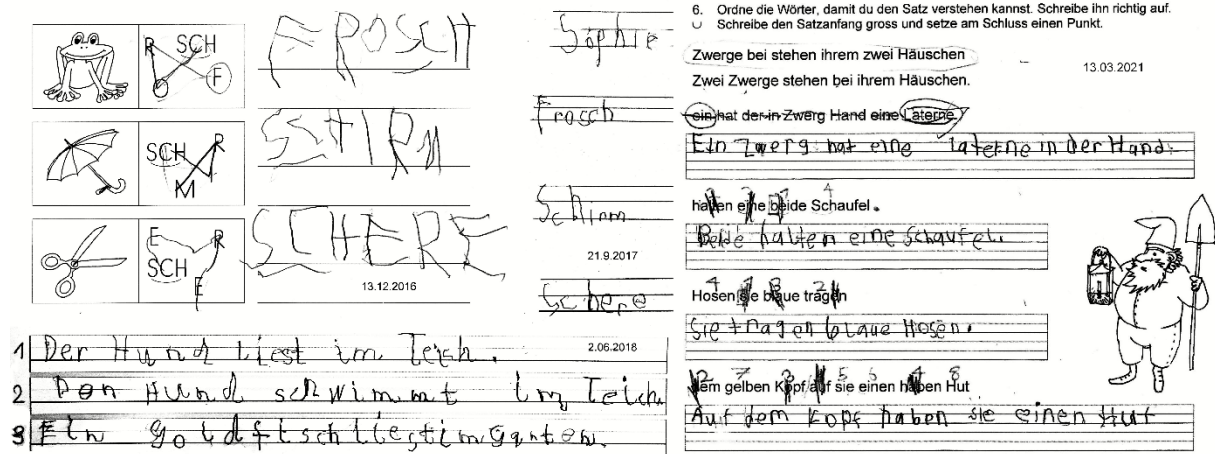 R SCH
O F
FROSCH
SCH I R
M
SCHIRM
E R
SCH
E
SCHERE
13.12.2016
Sophie
Frosch
Schirm
21.9.2017
Schere
1 Der Hund liest im Teich.
2.06.2018
2 Hund schwimmt im Teich.
3 Ein Goldfisch liest im Garten.
6. Ordne die Wörter, damit du den Satz verstehen kannst. Schreibe ihn richtig auf.
Schreibe den Satzanfang gross und setze am Schluss einen Punkt.
Zwerge bei stehen ihrem zwei Häuschen
13.03.2021
Zwei Zwerge stehen bei ihrem Häuschen.
ein hat der in Zwerg Hand eine Laterne
Ein Zwerg hat eine laterne in der Hand.
halten eine beide Schaufel.
Beide halten eine schaufel.
Hosen sie blaue tragen
Sie tragen blaue Hosen.
dem gelben Kopf auf sie einen haben Hut
Auf dem Kopf haben sie einen Hut